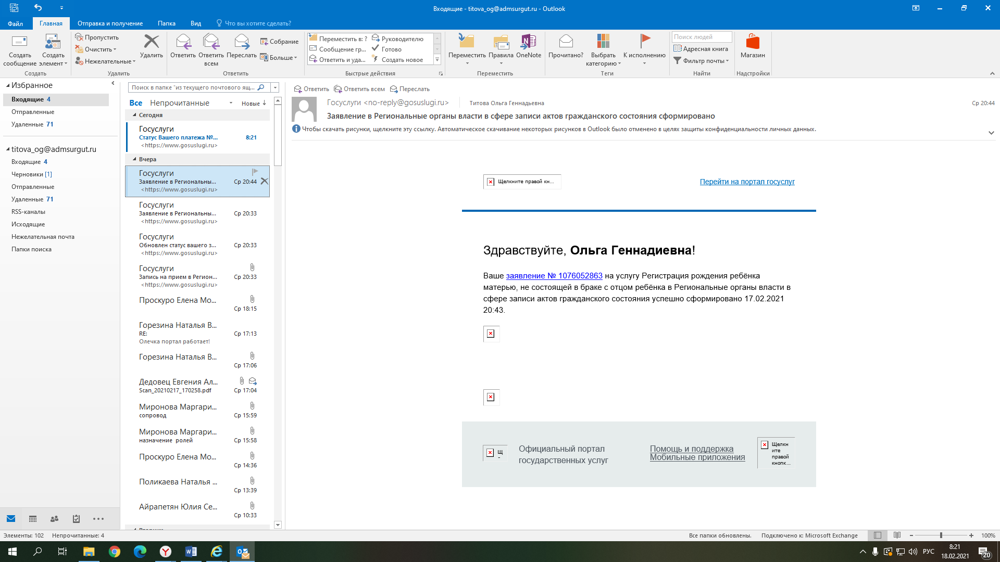 Входящие - titova_og@admsurgut.ru - Outlook
Файл
Главная
Отправка и получение
Папка
Вид
Что вы хотите сделать?
Создать сообщение
Создать элемент
Создать
Пропустить
Очистить
Нежелательные
Удалить
Удалить
Ответить
Ответить всем
Переслать
Собрание
Больше
Ответить
Переместить в: ?
Сообщение гр...
Ответить и уда...
Руководителю
Готово
Создать новое
Быстрые действия
Переместить
Правила
OneNote
Переместить
Прочитано?
Выбрать категорию
К исполнению
Теги
Поиск людей
Адресная книга
Фильтр почты
Найти
Магазин
Надстройки
Избранное
Входящие 4
Отправленные
Удаленные 71
titova_og@admsurgut.ru
Входящие 4
Черновики [1]
Отправленные
Удаленные 71
RSS-каналы
Исходящие
Нежелательная почта
Папки поиска
Поиск в папке "из текущего почтового ящ...
Все Непрочитанные
Новые
Сегодня
Госуслуги
Статус Вашего платежа №... 8:21
<https://www.gosuslugi.ru>
Вчера
Госуслуги
Заявление в Региональны... Ср 20:44
<https://www.gosuslugi.ru>
Госуслуги
Заявление в Региональны... Ср 20:33
<https://www.gosuslugi.ru>
Госуслуги
Обновлен статус вашего з... Ср 20:33
<https://www.gosuslugi.ru>
Госуслуги
Запись на прием в Регион... Ср 20:33
<https://www.gosuslugi.ru>
Проскуро Елена Мо...
Ср 18:15
Горезина Наталья В...
RE: Ср 17:13
Олечка портал работает!
Горезина Наталья В...
Ср 17:06
Дедовец Евгения Ал...
Scan_20210217_170258.pdf Ср 17:04
Миронова Маргари...
сопровод Ср 15:59
Миронова Маргари...
назначение ролей Ср 15:58
Проскуро Елена Мо...
Ср 14:36
Поликаева Наталья ...
Ср 13:39
Айрапетян Юлия Се...
Ср 10:33
Ответить Ответить всем Переслать
Госуслуги <no-reply@gosuslugi.ru>
Титова Ольга Геннадьевна
Ср 20:44
Заявление в Региональные органы власти в сфере записи актов гражданского состояния сформировано
Чтобы скачать рисунки, щелкните эту ссылку. Автоматическое скачивание некоторых рисунков в Outlook было отменено в целях защиты конфиденциальности личных данных.
Щелкните правой кн...
Перейти на портал госуслуг
Здравствуйте, Ольга Геннадиевна!
Ваше заявление № 1076052863 на услугу Регистрация рождения ребёнка
матерью, не состоящей в браке с отцом ребёнка в Региональные органы власти в
сфере записи актов гражданского состояния успешно сформировано 17.02.2021
20:43.
Щ
Официальный портал
государственных услуг
Помощь и поддержка
Мобильные приложения
Щелкн
ите
правой
кнопк...
Элементы: 102 Непрочитанные: 4
Все папки обновлены.
Подключено к: Microsoft Exchange
100%
РУС
8:21
18.02.2021
20